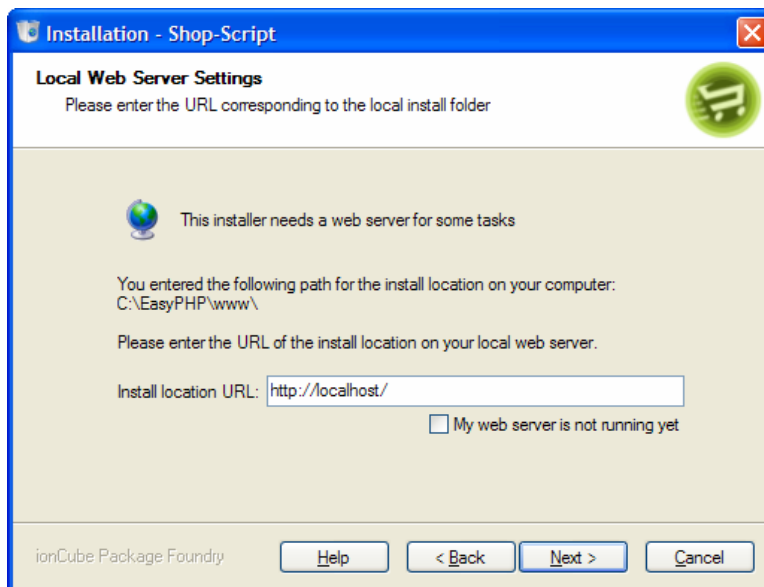 Installation - Shop-Script
Local Web Server Settings
Please enter the URL corresponding to the local install folder
This installer needs a web server for some tasks
You entered the following path for the install location on your computer:
C:\EasyPHP\www\
Please enter the URL of the install location on your local web server.
Install location URL: http://localhost/
My web server is not running yet
ionCube Package Foundry Help < Back Next > Cancel